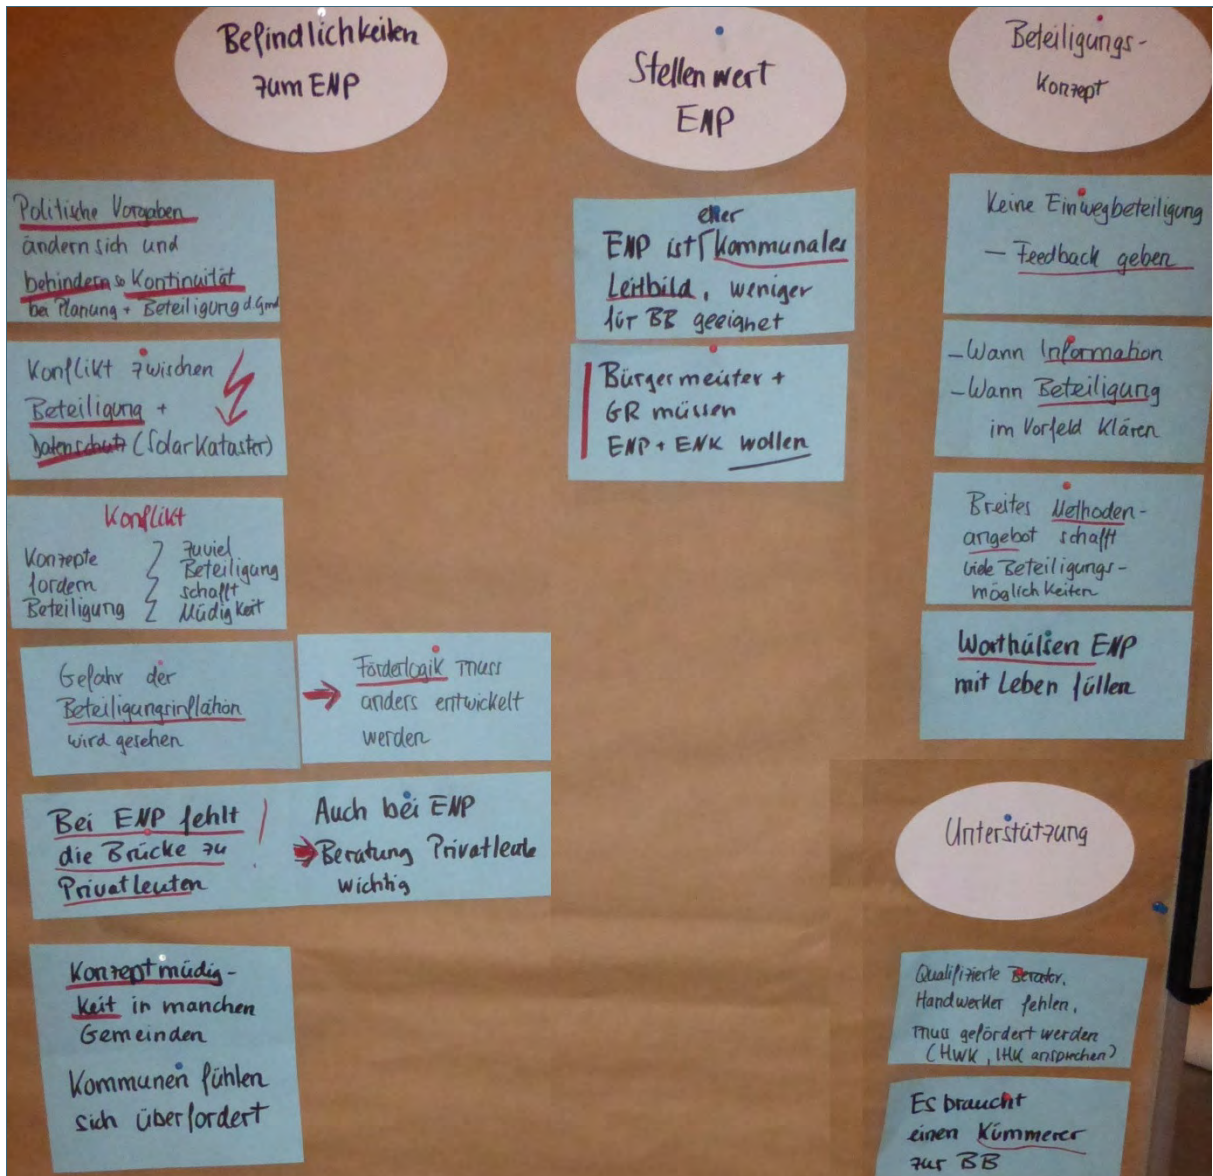 Befindlichkeiten
zum ENP
Politische Vorgaben
ändern sich und
behindern so Kontinuität
bei Planung + Beteiligung d. Gmd
Konflikt zwischen
Beteiligung +
Datenschutz (Solarkataster)
Konflikt
Konzepte
fordern
Beteiligung
zuviel
Beteiligung
schafft
Müdigkeit
Gefahr der
Beteiligungsinflation
wird gesehen
Förderlogik muss
anders entwickelt
werden
Bei ENP fehlt
die Brücke zu
Privatleuten
!
Auch bei ENP
Beratung Privatleute
wichtig
Konzeptmüdig-
keit in manchen
Gemeinden
Kommunen fühlen
sich überfordert
Stellenwert
ENP
eher
ENP ist kommunales
Leitbild, weniger
für BB geeignet
Bürgermeister +
GR müssen
ENP + ENK wollen
Beteiligungs-
Konzept
Keine Einwegbeteiligung
– Feedback geben
– Wann Information
– Wann Beteiligung
im Vorfeld klären
Breites Methoden-
angebot schafft
viele Beteiligungs-
möglichkeiten
Worthülsen ENP
mit Leben füllen
Unterstützung
Qualifizierte Berater,
Handwerker fehlen,
muss gefördert werden
(HWK, IHK ansprechen)
Es braucht
einen Kümmerer
zur BB